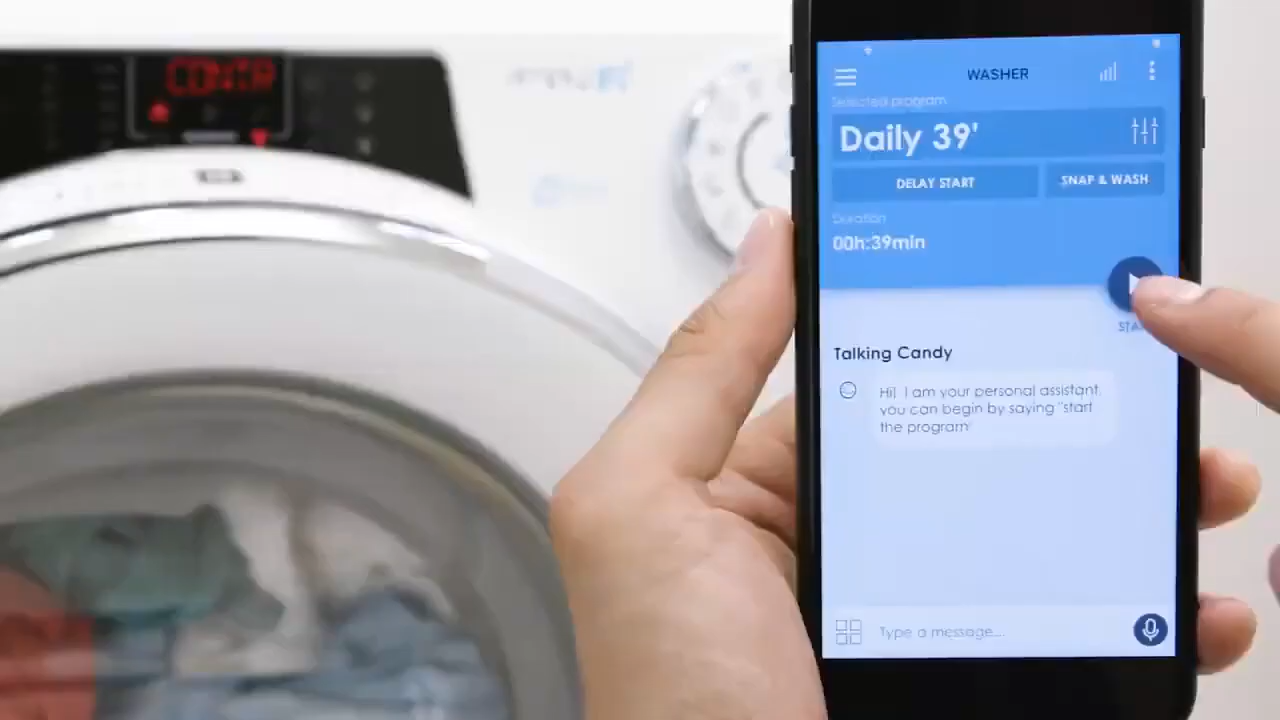 CONTR
WASHER
Selected program
Daily 39'
DELAY START
SNAP & WASH
Duration
00h:39min
Talking Candy
Hi! I am your personal assistant,
you can begin by saying "start
the program"
Type a message...